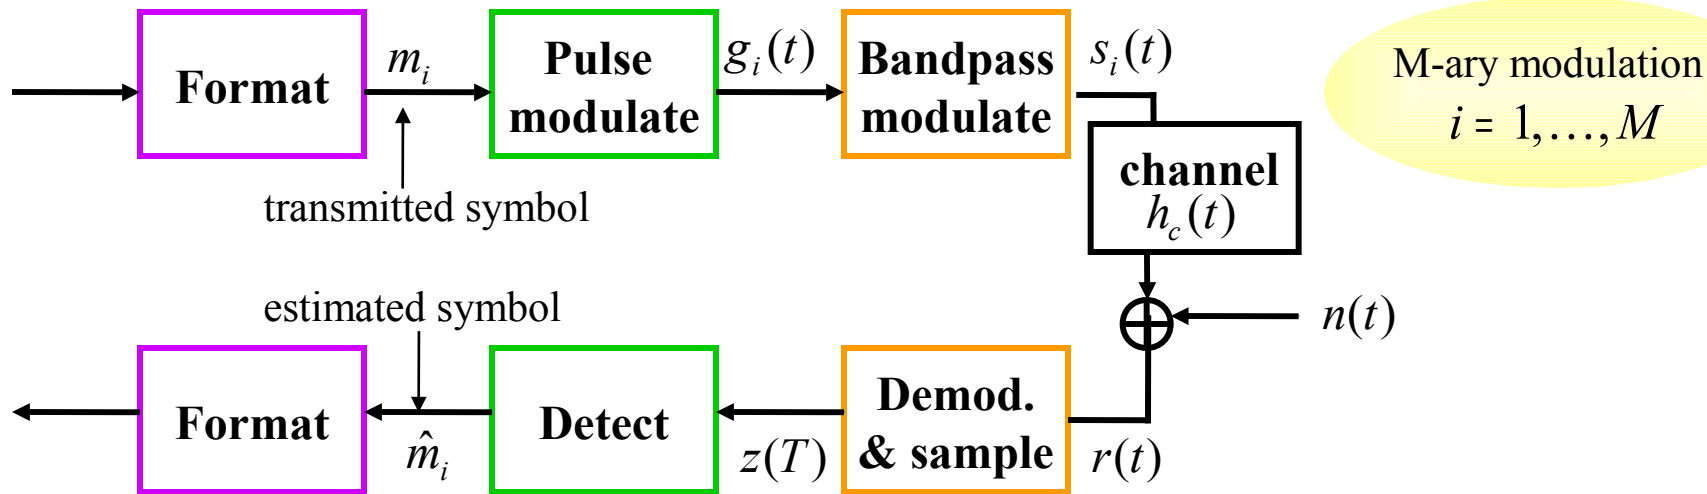 Format
m_i
Pulse
modulate
g_i(t)
Bandpass
modulate
s_i(t)
M-ary modulation
i = 1,…,M
transmitted symbol
channel
h_c(t)
n(t)
estimated symbol
Format
m̂_i
Detect
z(T)
Demod.
& sample
r(t)